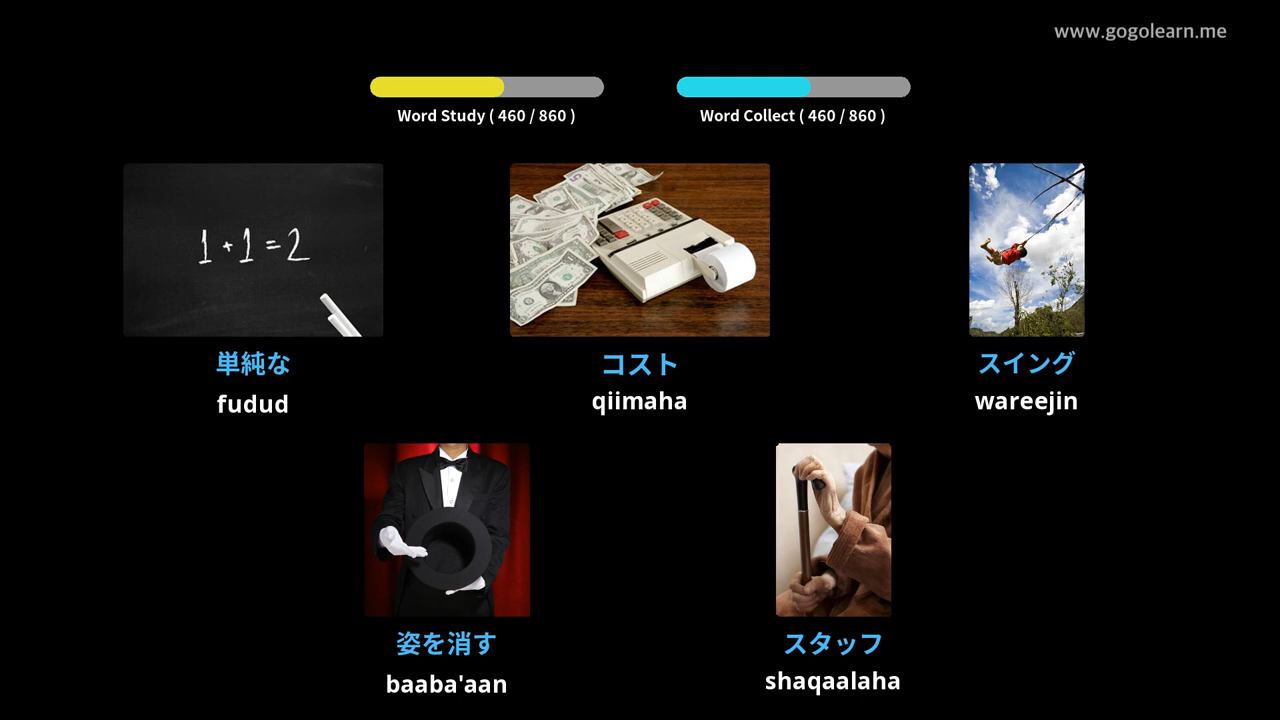 www.gogolearn.me
Word Study ( 460 / 860 )
Word Collect ( 460 / 860 )
1 + 1 = 2
単純な
fudud
コスト
qiimaha
スイング
wareejin
姿を消す
baaba'aan
スタッフ
shaqaalaha